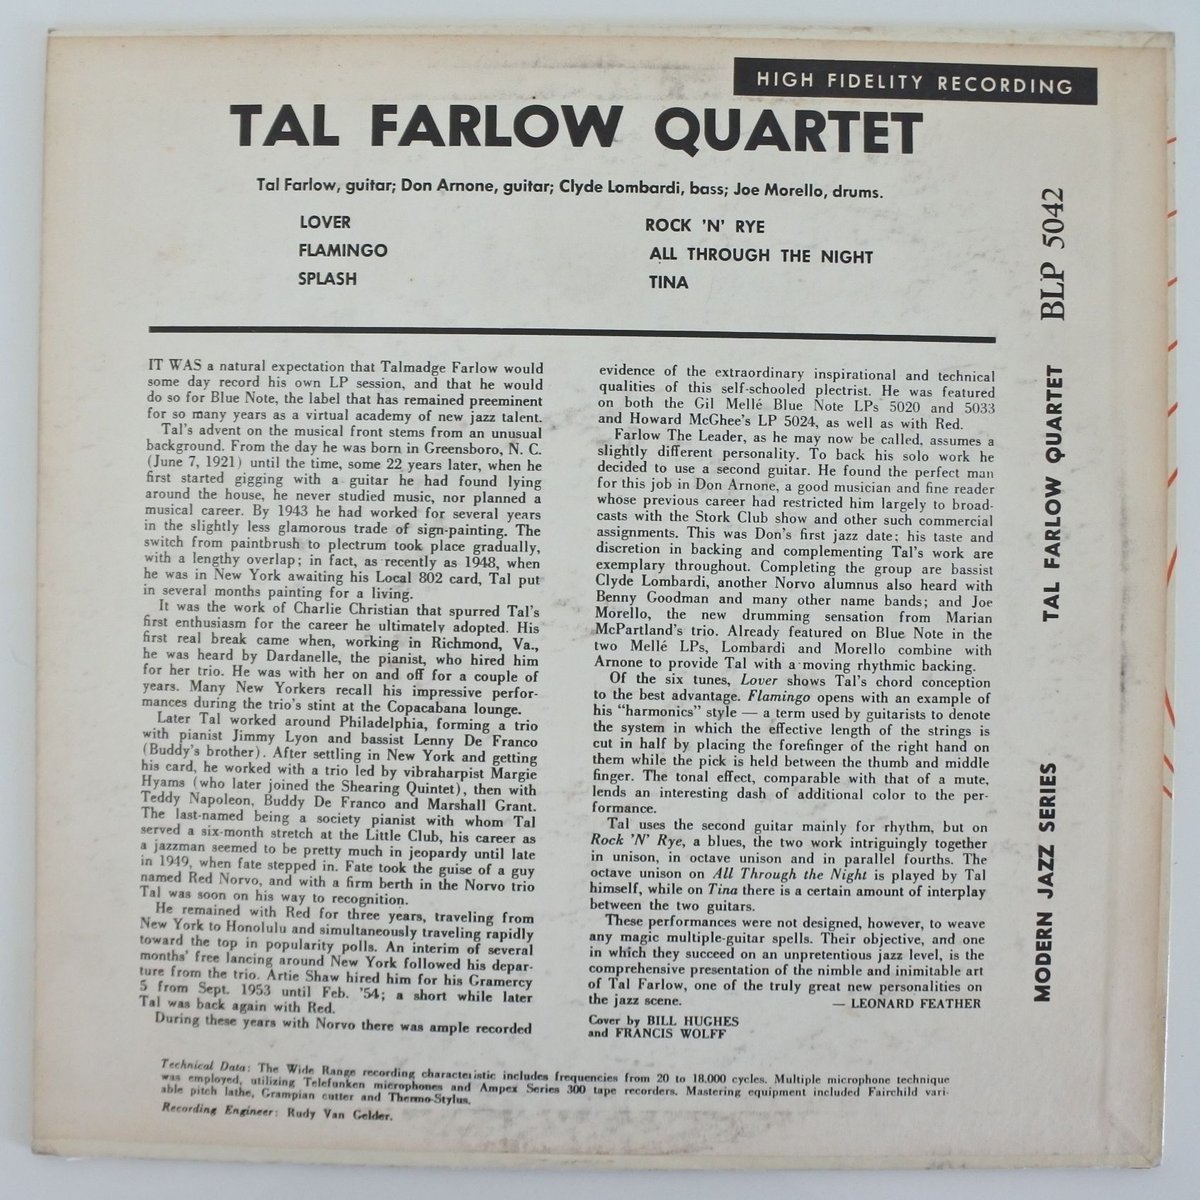 HIGH FIDELITY RECORDING
TAL FARLOW QUARTET
Tal Farlow, guitar; Don Arnone, guitar; Clyde Lombardi, bass; Joe Morello, drums.
LOVER
FLAMINGO
SPLASH
ROCK 'N' RYE
ALL THROUGH THE NIGHT
TINA
IT WAS a natural expectation that Talmadge Farlow would
some day record his own LP session, and that he would
do so for Blue Note, the label that has remained preeminent
for so many years as a virtual academy of new jazz talent.
Tal's advent on the musical front stems from an unusual
background. From the day he was born in Greensboro, N. C.
(June 7, 1921) until the time, some 22 years later, when he
first started gigging with a guitar he had found lying
around the house, he never studied music, nor planned a
musical career. By 1943 he had worked for several years
in the slightly less glamorous trade of sign-painting. The
switch from paintbrush to plectrum took place gradually,
with a lengthy overlap; in fact, as recently as 1948, when
he was in New York awaiting his Local 802 card, Tal put
in several months painting for a living.
It was the work of Charlie Christian that spurred Tal's
first enthusiasm for the career he ultimately adopted. His
first real break came when, working in Richmond, Va.,
he was heard by Dardanelle, the pianist, who hired him
for her trio. He was with her on and off for a couple of
years. Many New Yorkers recall his impressive perfor-
mances during the trio's stint at the Copacabana lounge.
Later Tal worked around Philadelphia, forming a trio
with pianist Jimmy Lyon and bassist Lenny De Franco
(Buddy's brother). After settling in New York and getting
his card, he worked with a trio led by vibraharpist Margie
Hyams (who later joined the Shearing Quintet), then with
Teddy Napoleon, Buddy De Franco and Marshall Grant.
The last-named being a society pianist with whom Tal
served a six-month stretch at the Little Club, his career as
a jazzman seemed to be pretty much in jeopardy until late
in 1949, when fate stepped in. Fate took the guise of a guy
named Red Norvo, and with a firm berth in the Norvo trio
Tal was soon on his way to recognition.
He remained with Red for three years, traveling from
New York to Honolulu and simultaneously traveling rapidly
toward the top in popularity polls. An interim of several
months' free lancing around New York followed his depar-
ture from the trio. Artie Shaw hired him for his Gramercy
5 from Sept. 1953 until Feb. '54; a short while later
Tal was back again with Red.
During these years with Norvo there was ample recorded
evidence of the extraordinary inspirational and technical
qualities of this self-schooled plectrist. He was featured
on both the Gil Mellé Blue Note LPs 5020 and 5033
and Howard McGhee's LP 5024, as well as with Red.
Farlow The Leader, as he may now be called, assumes a
slightly different personality. To back his solo work he
decided to use a second guitar. He found the perfect man
for this job in Don Arnone, a good musician and fine reader
whose previous career had restricted him largely to broad-
casts with the Stork Club show and other such commercial
assignments. This was Don's first jazz date; his taste and
discretion in backing and complementing Tal's work are
exemplary throughout. Completing the group are bassist
Clyde Lombardi, another Norvo alumnus also heard with
Benny Goodman and many other name bands; and Joe
Morello, the new drumming sensation from Marian
McPartland's trio. Already featured on Blue Note in the
two Mellé LPs, Lombardi and Morello combine with
Arnone to provide Tal with a moving rhythmic backing.
Of the six tunes, Lover shows Tal's chord conception
to the best advantage. Flamingo opens with an example of
his "harmonics" style — a term used by guitarists to denote
the system in which the effective length of the strings is
cut in half by placing the forefinger of the right hand on
them while the pick is held between the thumb and middle
finger. The tonal effect, comparable with that of a mute,
lends an interesting dash of additional color to the per-
formance.
Tal uses the second guitar mainly for rhythm, but on
Rock 'N' Rye, a blues, the two work intriguingly together
in unison, in octave unison and in parallel fourths. The
octave unison on All Through the Night is played by Tal
himself, while on Tina there is a certain amount of interplay
between the two guitars.
These performances were not designed, however, to weave
any magic multiple-guitar spells. Their objective, and one
in which they succeed on an unpretentious jazz level, is the
comprehensive presentation of the nimble and inimitable art
of Tal Farlow, one of the truly great new personalities on
the jazz scene.
— LEONARD FEATHER
Cover by BILL HUGHES
and FRANCIS WOLFF
Technical Data: The Wide Range recording characteristic includes frequencies from 20 to 18.000 cycles. Multiple microphone technique
was employed, utilizing Telefunken microphones and Ampex Series 300 tape recorders. Mastering equipment included Fairchild vari-
able pitch lathe, Grampian cutter and Thermo-Stylus.
Recording Engineer: Rudy Van Gelder.
MODERN JAZZ SERIES TAL FARLOW QUARTET BLP 5042